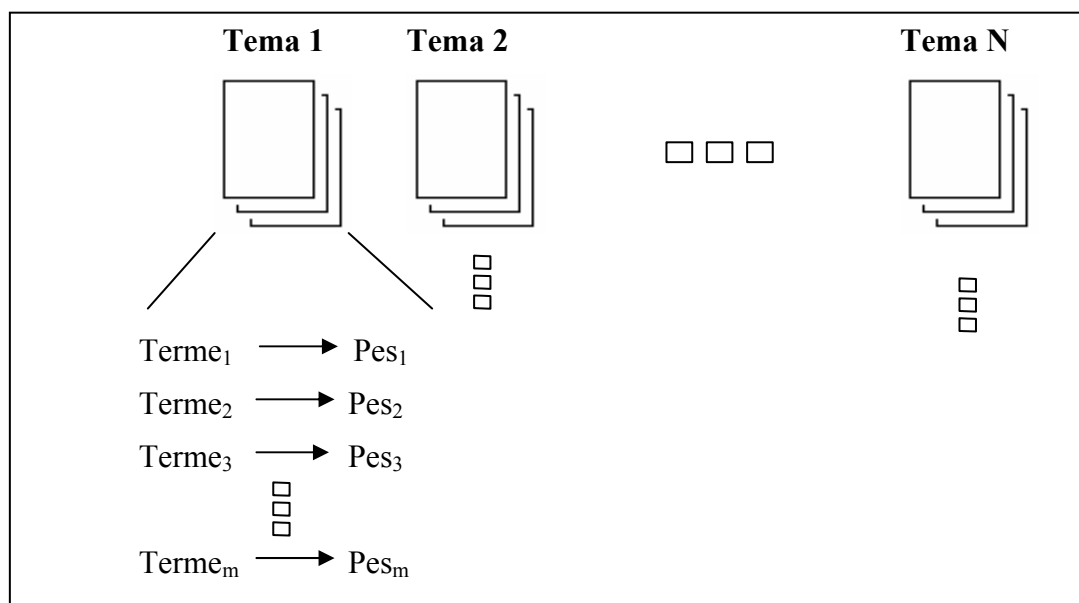 Tema 1 Tema 2 Tema N
Terme₁ Pes₁
Terme₂ Pes₂
Terme₃ Pes₃
Termeₘ Pesₘ